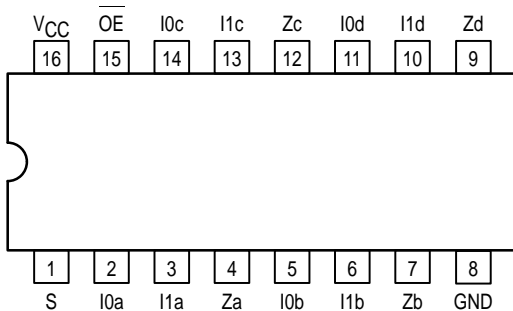 VCC OE I0c I1c Zc I0d I1d Zd
16 15 14 13 12 11 10 9
1 2 3 4 5 6 7 8
S I0a I1a Za I0b I1b Zb GND